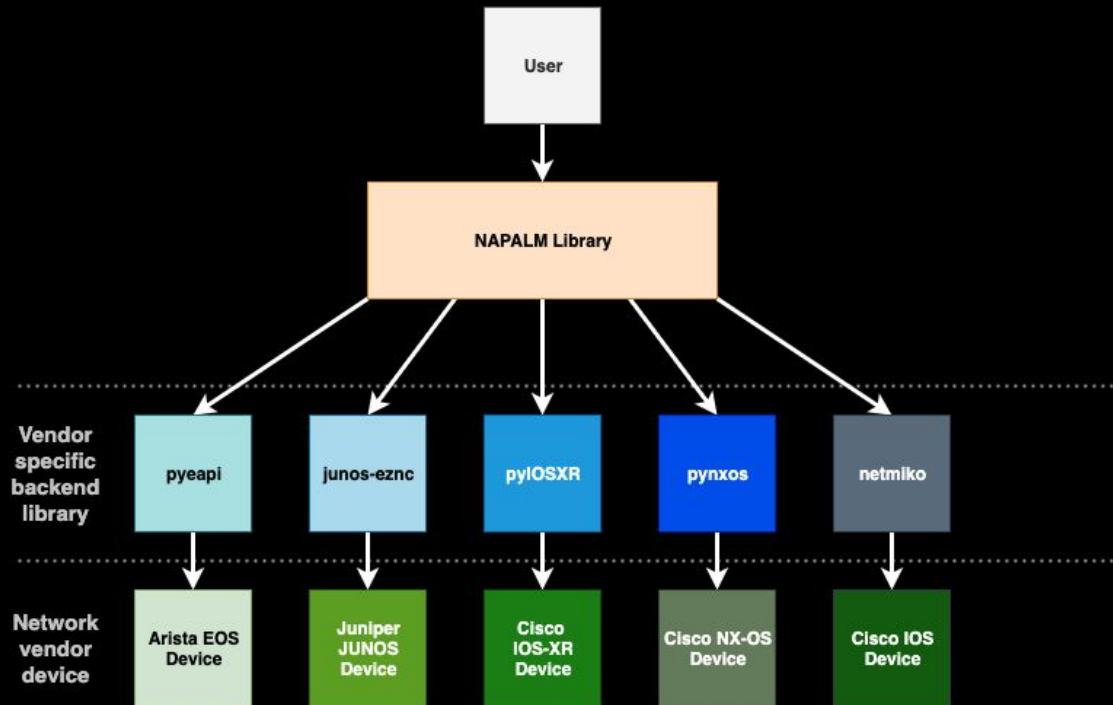 User
NAPALM Library
Vendor
specific
backend
library
pyeapi
junos-eznc
pyIOSXR
pynxos
netmiko
Network
vendor
device
Arista EOS
Device
Juniper
JUNOS
Device
Cisco
IOS-XR
Device
Cisco NX-OS
Device
Cisco IOS
Device